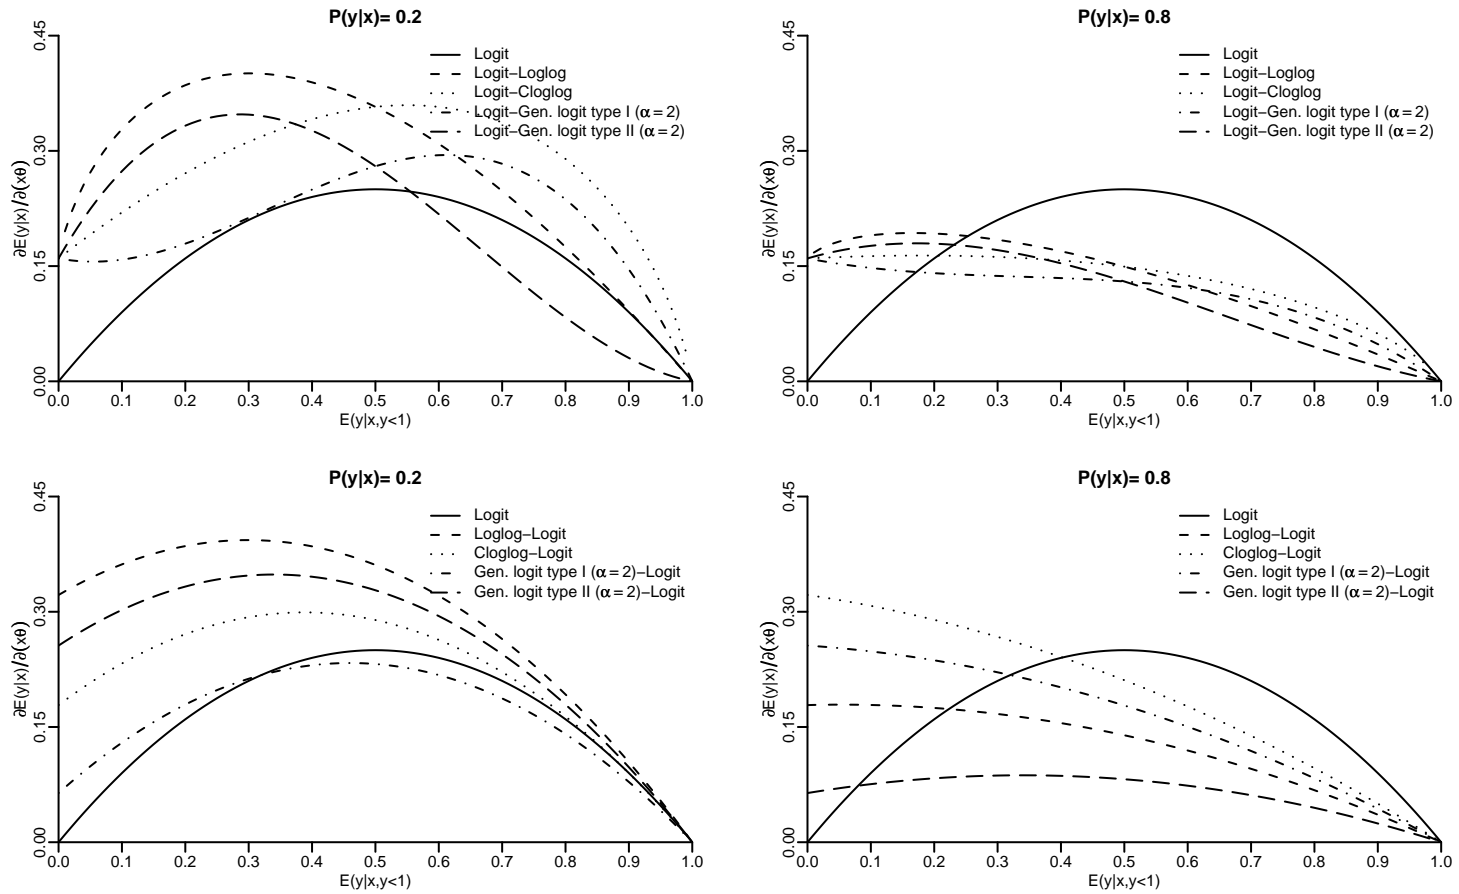 P(y|x)= 0.2
0.45
0.30
0.15
0.00
∂E(y|x)/∂(xθ)
Logit
Logit−Loglog
Logit−Cloglog
Logit−Gen. logit type I (α=2)
Logit−Gen. logit type II (α=2)
0.0 0.1 0.2 0.3 0.4 0.5 0.6 0.7 0.8 0.9 1.0
E(y|x,y<1)
P(y|x)= 0.8
0.45
0.30
0.15
0.00
∂E(y|x)/∂(xθ)
Logit
Logit−Loglog
Logit−Cloglog
Logit−Gen. logit type I (α=2)
Logit−Gen. logit type II (α=2)
0.0 0.1 0.2 0.3 0.4 0.5 0.6 0.7 0.8 0.9 1.0
E(y|x,y<1)
P(y|x)= 0.2
0.45
0.30
0.15
0.00
∂E(y|x)/∂(xθ)
Logit
Loglog−Logit
Cloglog−Logit
Gen. logit type I (α=2)−Logit
Gen. logit type II (α=2)−Logit
0.0 0.1 0.2 0.3 0.4 0.5 0.6 0.7 0.8 0.9 1.0
E(y|x,y<1)
P(y|x)= 0.8
0.45
0.30
0.15
0.00
∂E(y|x)/∂(xθ)
Logit
Loglog−Logit
Cloglog−Logit
Gen. logit type I (α=2)−Logit
Gen. logit type II (α=2)−Logit
0.0 0.1 0.2 0.3 0.4 0.5 0.6 0.7 0.8 0.9 1.0
E(y|x,y<1)